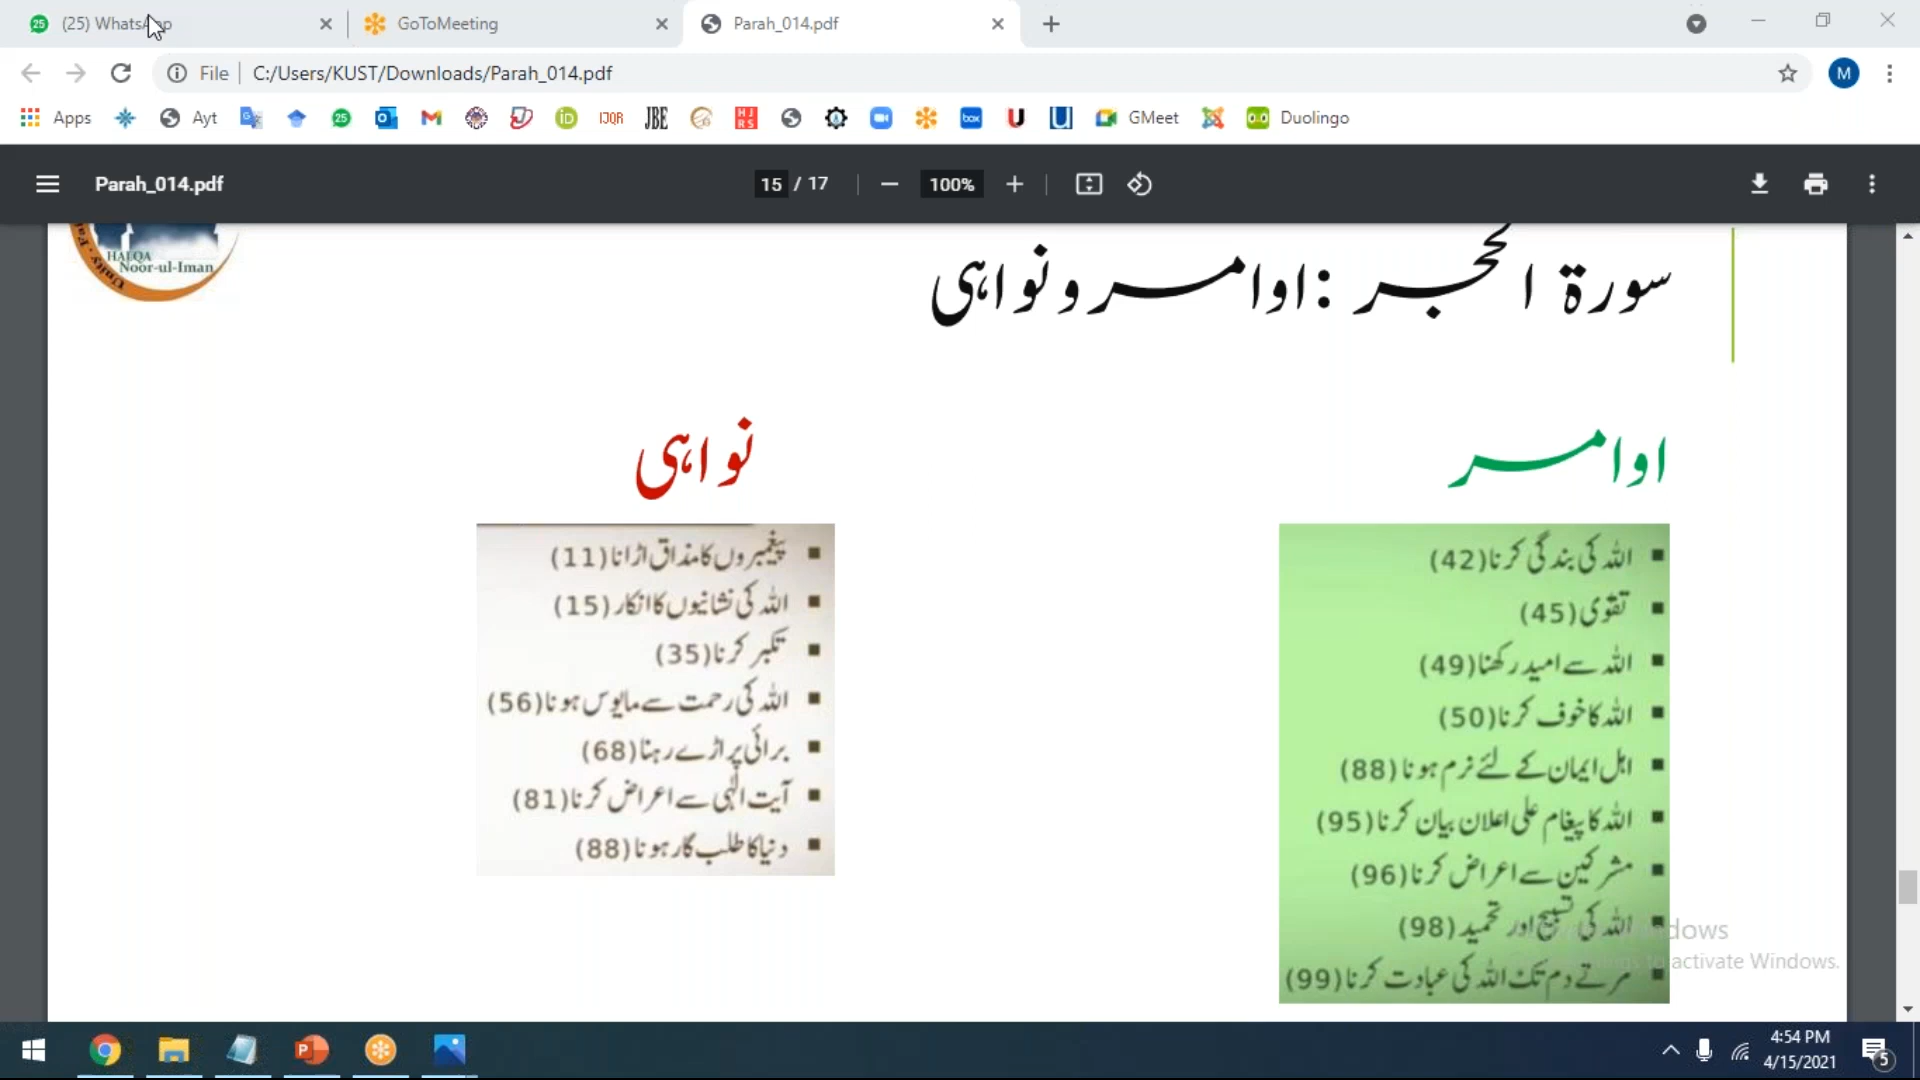 (25) WhatsApp
GoToMeeting
Parah_014.pdf
File
C:/Users/KUST/Downloads/Parah_014.pdf
M
Apps
Ayt
IJQR
JBE
GMeet
Duolingo
Parah_014.pdf
15 / 17
100%
HALQA
Noor-ul-Iman
سورۃ الحجر : اوامر و نواہی
اوامر
اللہ کی بندگی کرنا (42)
تقوی (45)
اللہ سے امید رکھنا (49)
اللہ کا خوف کرنا (50)
اہل ایمان کے لئے نرم ہونا (88)
اللہ کا پیغام علی اعلان بیان کرنا (95)
مشرکین سے اعراض کرنا (96)
اللہ کی تسبیح اور تحمید (98)
مرتے دم تک اللہ کی عبادت کرنا (99)
نواہی
پیغمبروں کا مذاق اڑانا (11)
اللہ کی نشانیوں کا انکار (15)
تکبر کرنا (35)
اللہ کی رحمت سے مایوس ہونا (56)
برائی پر اڑے رہنا (68)
آیت الٰہی سے اعراض کرنا (81)
دنیا کا طلب گار ہونا (88)
activate Windows.
4:54 PM
4/15/2021
5